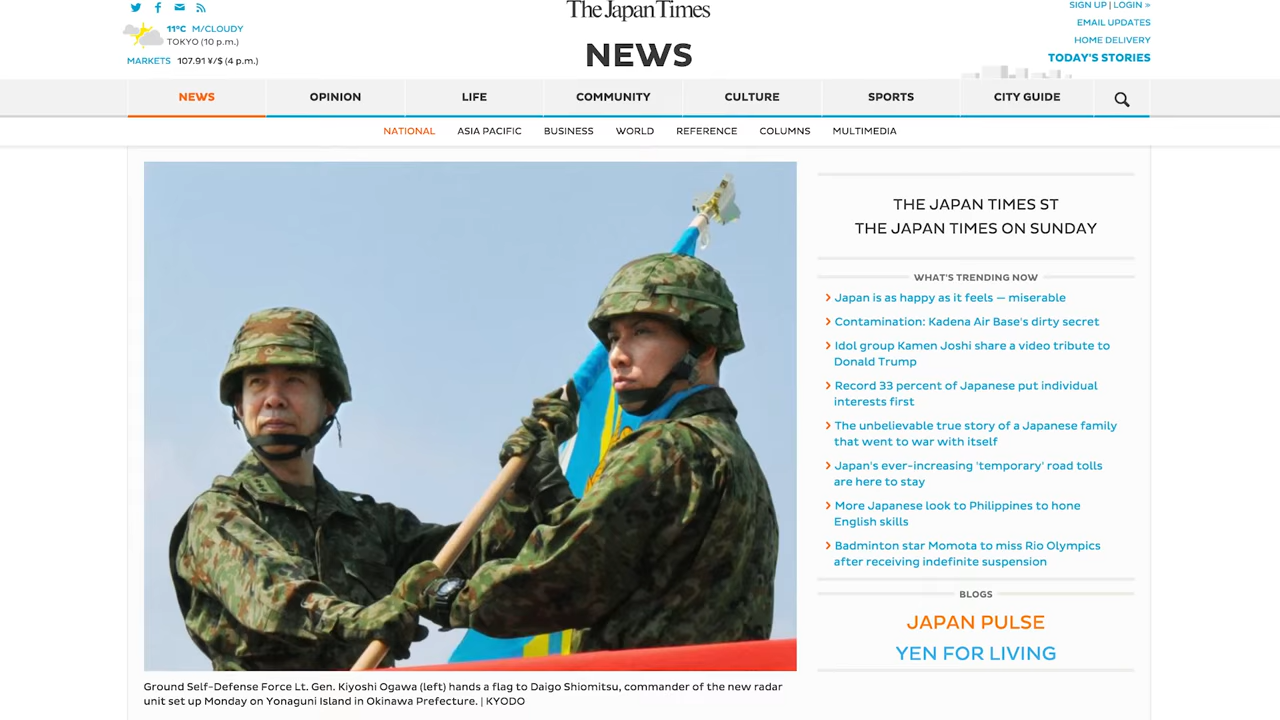 The Japan Times
SIGN UP | LOGIN »
11°C M/CLOUDY
TOKYO (10 p.m.)
EMAIL UPDATES
HOME DELIVERY
MARKETS 107.91 ¥/$ (4 p.m.)
NEWS
TODAY'S STORIES
NEWS OPINION LIFE COMMUNITY CULTURE SPORTS CITY GUIDE
NATIONAL ASIA PACIFIC BUSINESS WORLD REFERENCE COLUMNS MULTIMEDIA
THE JAPAN TIMES ST
THE JAPAN TIMES ON SUNDAY
WHAT'S TRENDING NOW
Japan is as happy as it feels — miserable
Contamination: Kadena Air Base's dirty secret
Idol group Kamen Joshi share a video tribute to
Donald Trump
Record 33 percent of Japanese put individual
interests first
The unbelievable true story of a Japanese family
that went to war with itself
Japan's ever-increasing 'temporary' road tolls
are here to stay
More Japanese look to Philippines to hone
English skills
Badminton star Momota to miss Rio Olympics
after receiving indefinite suspension
BLOGS
JAPAN PULSE
YEN FOR LIVING
Ground Self-Defense Force Lt. Gen. Kiyoshi Ogawa (left) hands a flag to Daigo Shiomitsu, commander of the new radar
unit set up Monday on Yonaguni Island in Okinawa Prefecture. | KYODO